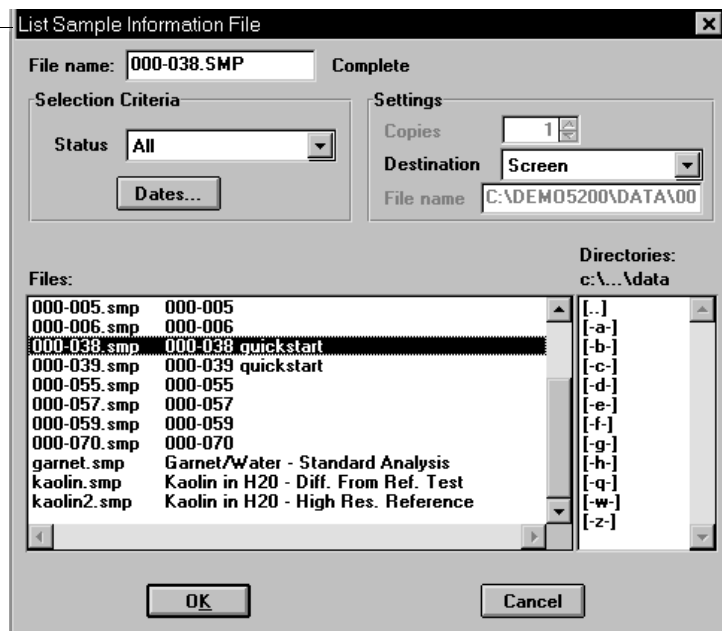 List Sample Information File
File name: 000-038.SMP Complete
Selection Criteria
Status All
Dates...
Settings
Copies 1
Destination Screen
File name C:\DEMO5200\DATA\00
Files:
000-005.smp 000-005
000-006.smp 000-006
000-038.smp 000-038 quickstart
000-039.smp 000-039 quickstart
000-055.smp 000-055
000-057.smp 000-057
000-059.smp 000-059
000-070.smp 000-070
garnet.smp Garnet/Water - Standard Analysis
kaolin.smp Kaolin in H20 - Diff. From Ref. Test
kaolin2.smp Kaolin in H20 - High Res. Reference
Directories:
c:\...\data
[..]
[-a-]
[-b-]
[-c-]
[-d-]
[-e-]
[-f-]
[-g-]
[-h-]
[-q-]
[-w-]
[-z-]
OK
Cancel